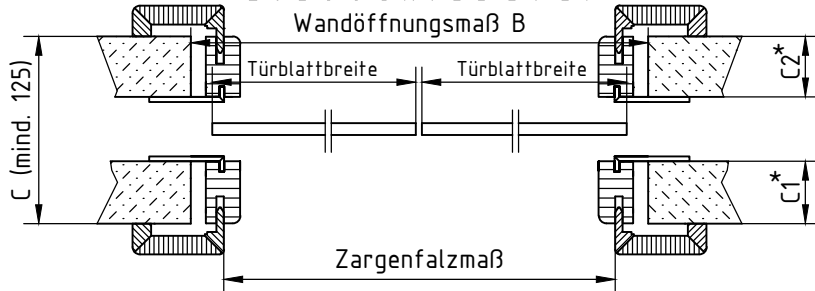 Wandöffnungsmaß B
Türblattbreite Türblattbreite
C (mind. 125)
C2*
C1*
Zargenfalzmaß